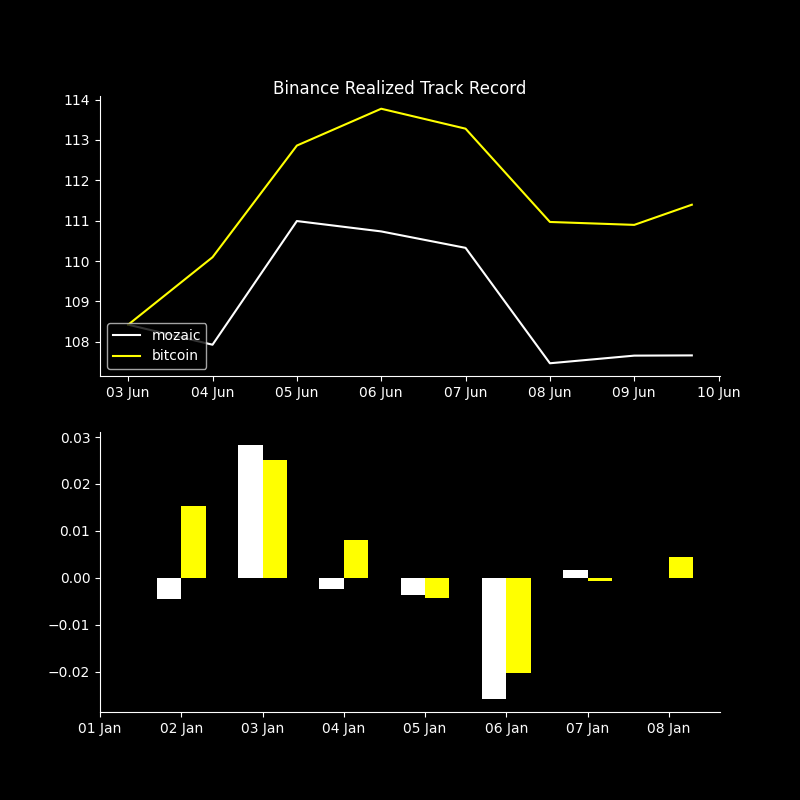 Binance Realized Track Record
114
113
112
111
110
109
108
mozaic
bitcoin
03 Jun 04 Jun 05 Jun 06 Jun 07 Jun 08 Jun 09 Jun 10 Jun
0.03
0.02
0.01
0.00
−0.01
−0.02
01 Jan 02 Jan 03 Jan 04 Jan 05 Jan 06 Jan 07 Jan 08 Jan